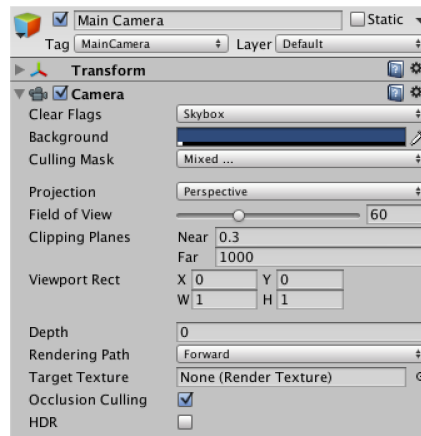 Main Camera Static
Tag MainCamera Layer Default
Transform
Camera
Clear Flags Skybox
Background
Culling Mask Mixed ...
Projection Perspective
Field of View 60
Clipping Planes Near 0.3
Far 1000
Viewport Rect X 0 Y 0
W 1 H 1
Depth 0
Rendering Path Forward
Target Texture None (Render Texture)
Occlusion Culling
HDR